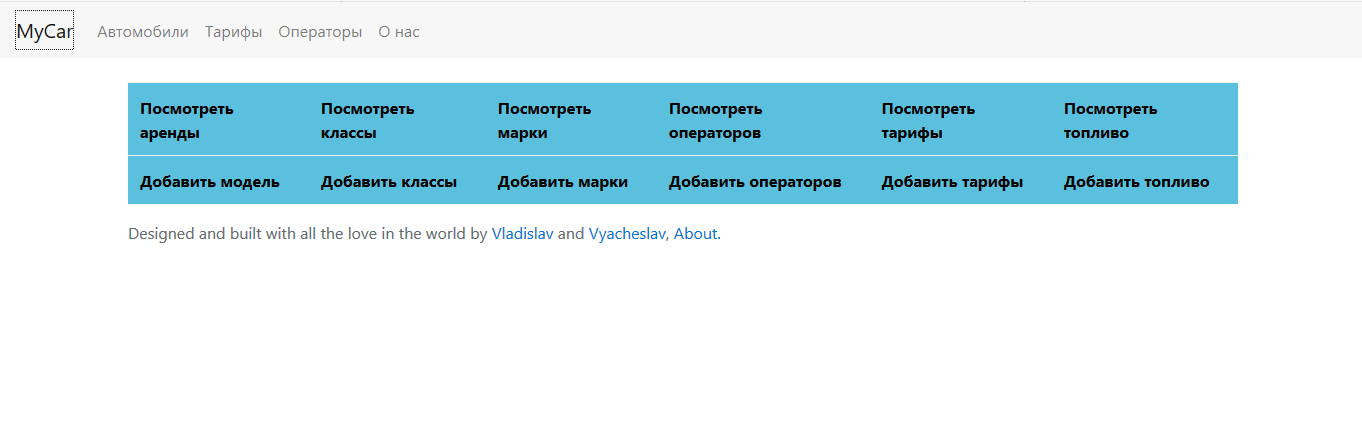 MyCar Автомобили Тарифы Операторы О нас
Посмотреть Посмотреть Посмотреть Посмотреть Посмотреть Посмотреть
аренды классы марки операторов тарифы топливо
Добавить модель Добавить классы Добавить марки Добавить операторов Добавить тарифы Добавить топливо
Designed and built with all the love in the world by Vladislav and Vyacheslav, About.